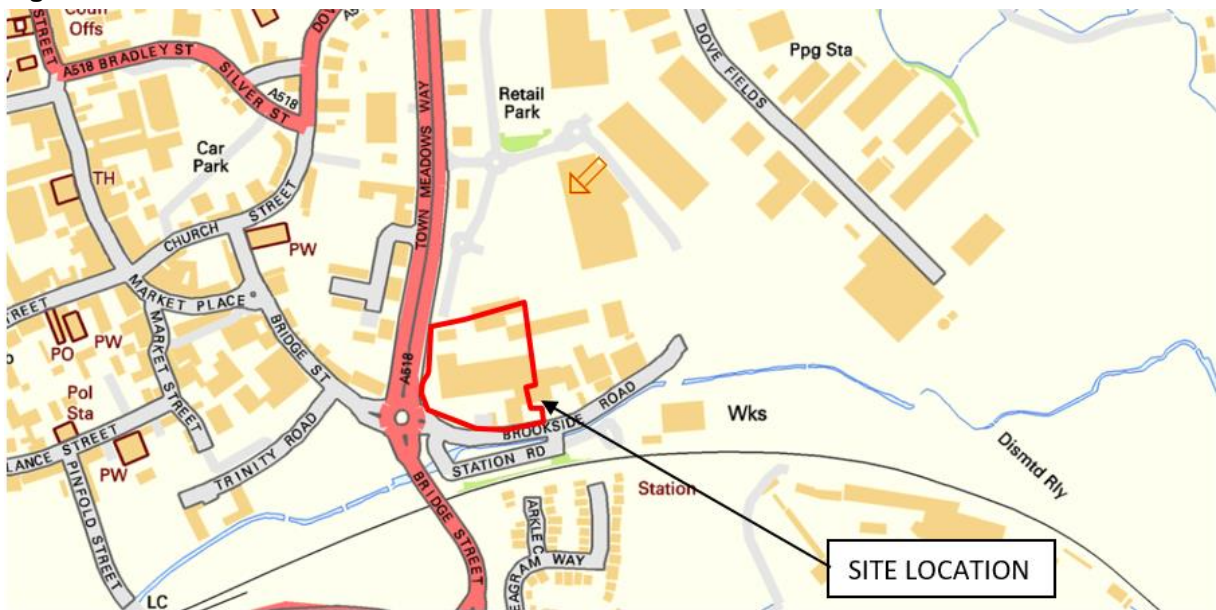 Offs
STREET
A518 BRADLEY ST
SILVER ST
A518
Car
Park
TH
CHURCH STREET
PW
MARKET PLACE
MARKET STREET
STREET
PO
PW
Pol
Sta
LANCE STREET
PW
PINFOLD STREET
TRINITY ROAD
BRIDGE ST
TOWN MEADOWS WAY
A518
Retail
Park
DOVE FIELDS
Ppg Sta
BROOKSIDE ROAD
STATION RD
Wks
Dismtd Rly
Station
BRIDGE STREET
WAY
LC
SITE LOCATION